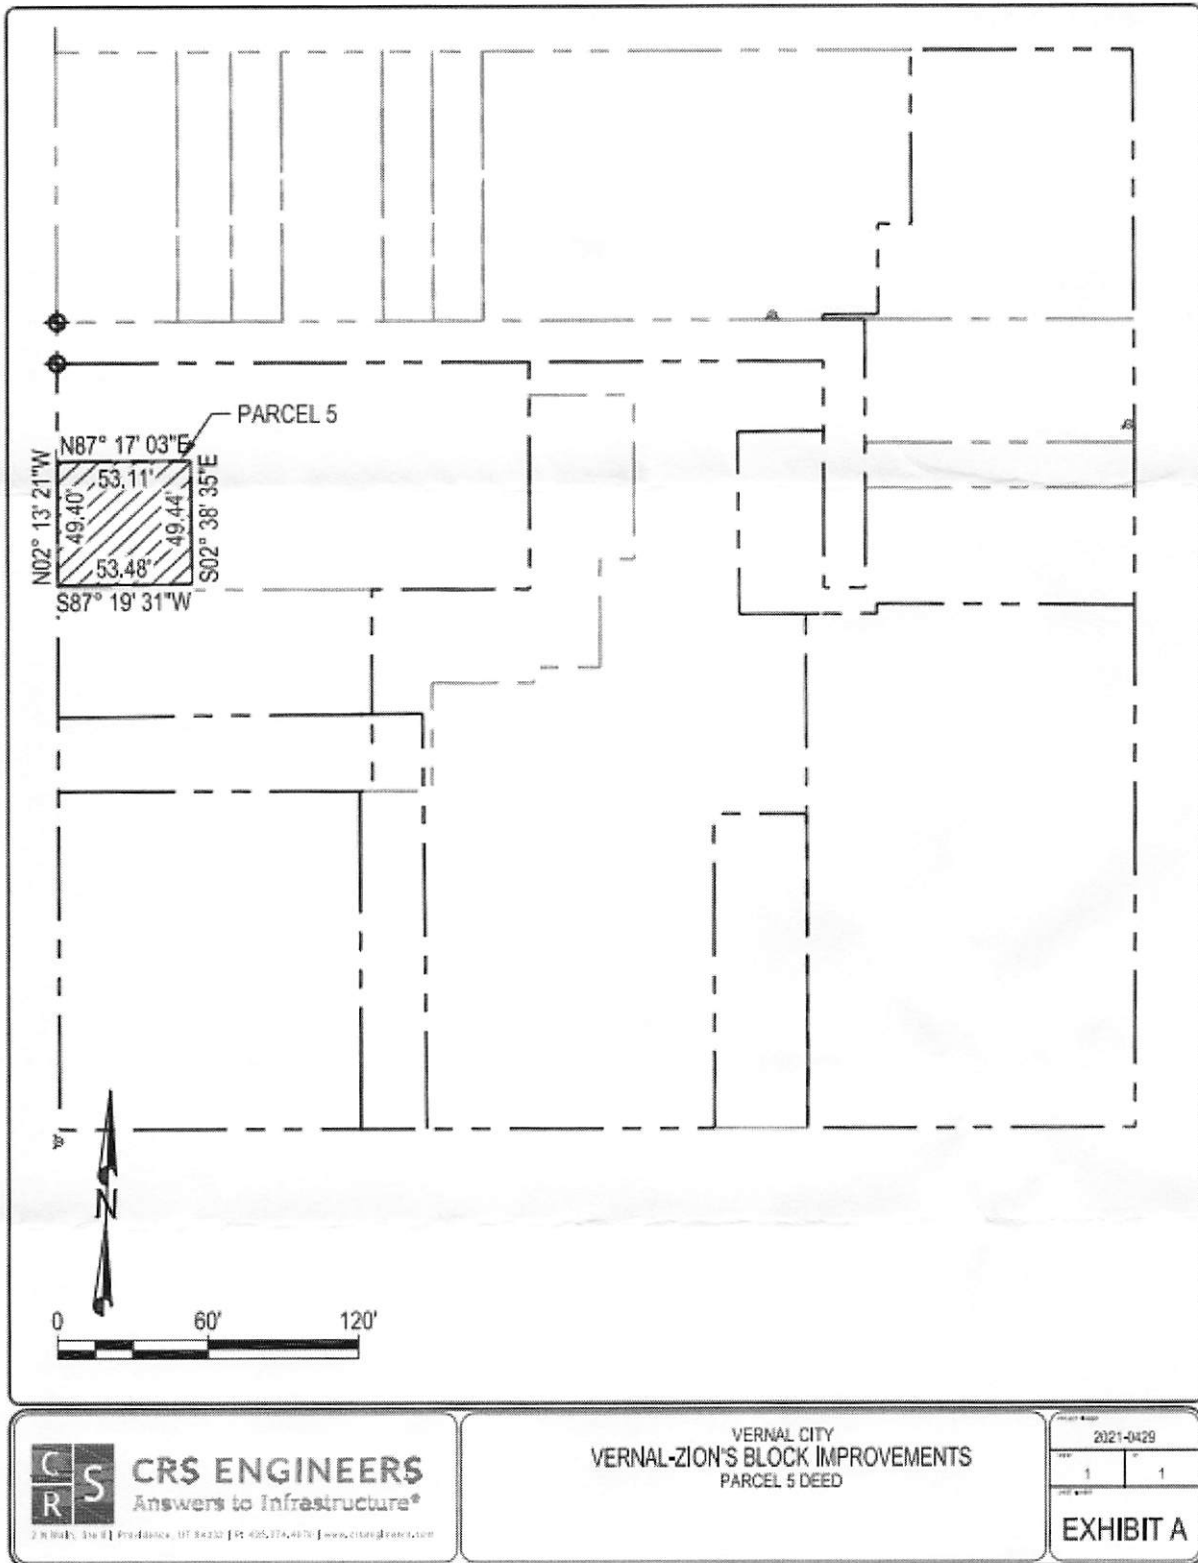 PARCEL 5
N87° 17' 03"E
N02° 13' 21"W
53.11'
49.40'
49.44'
S02° 38' 35"E
53.48'
S87° 19' 31"W
N
0 60' 120'
C
R
S
CRS ENGINEERS
Answers to Infrastructure®
VERNAL CITY
VERNAL-ZION'S BLOCK IMPROVEMENTS
PARCEL 5 DEED
2021-0429
1 1
EXHIBIT A